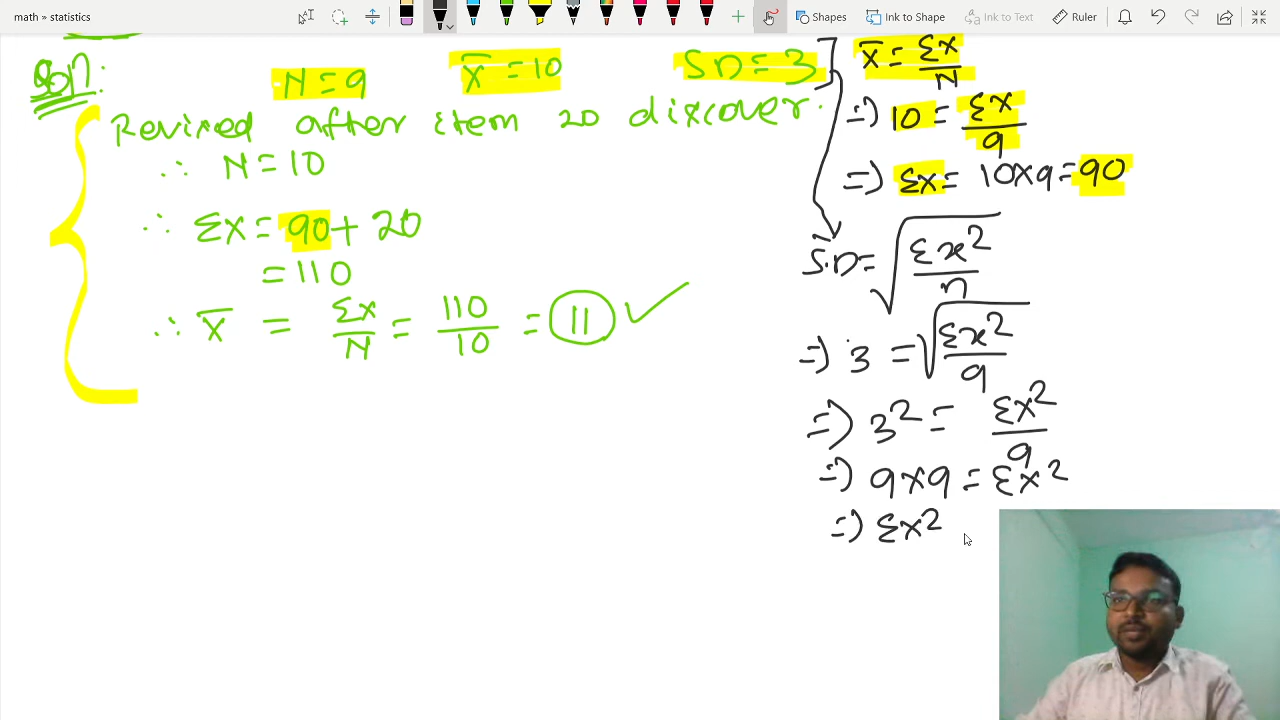 math » statistics
Shapes Ink to Shape Ink to Text Ruler
Soln:
N=9 X̄=10 SD=3
Revised after item 20 discover.
∴ N=10
∴ ΣX= 90+ 20
=110
∴ X̄ = ΣX/N = 110/10 = 11 ✓
X̄ = ΣX/N
=) 10 = ΣX/9
=) ΣX= 10×9=90
S.D= √Σx²/n
=) 3 = √Σx²/9
=) 3² = Σx²/9
=) 9×9=Σx²
=) Σx²